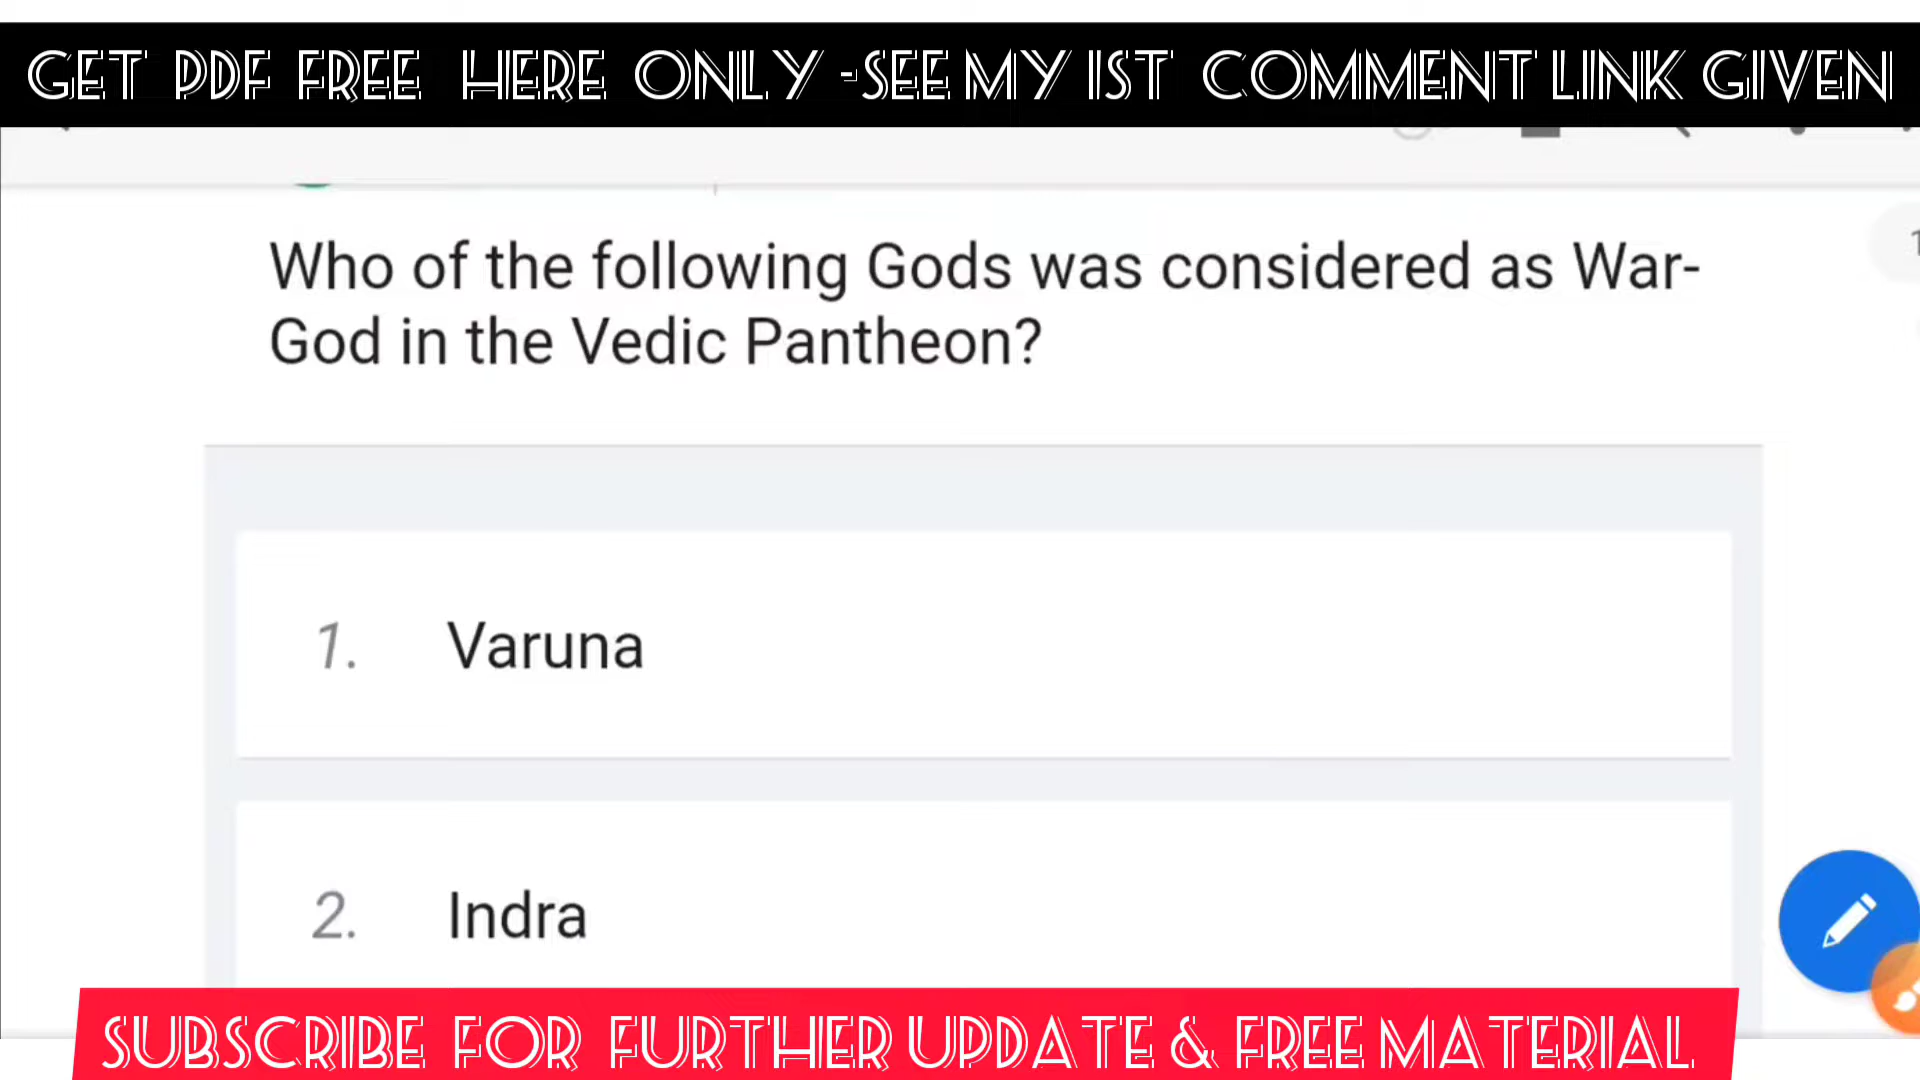 GET PDF FREE HERE ONLY -SEE MY 1ST COMMENT LINK GIVEN
Who of the following Gods was considered as War-
God in the Vedic Pantheon?
1. Varuna
2. Indra
SUBSCRIBE FOR FURTHER UPDATE & FREE MATERIAL